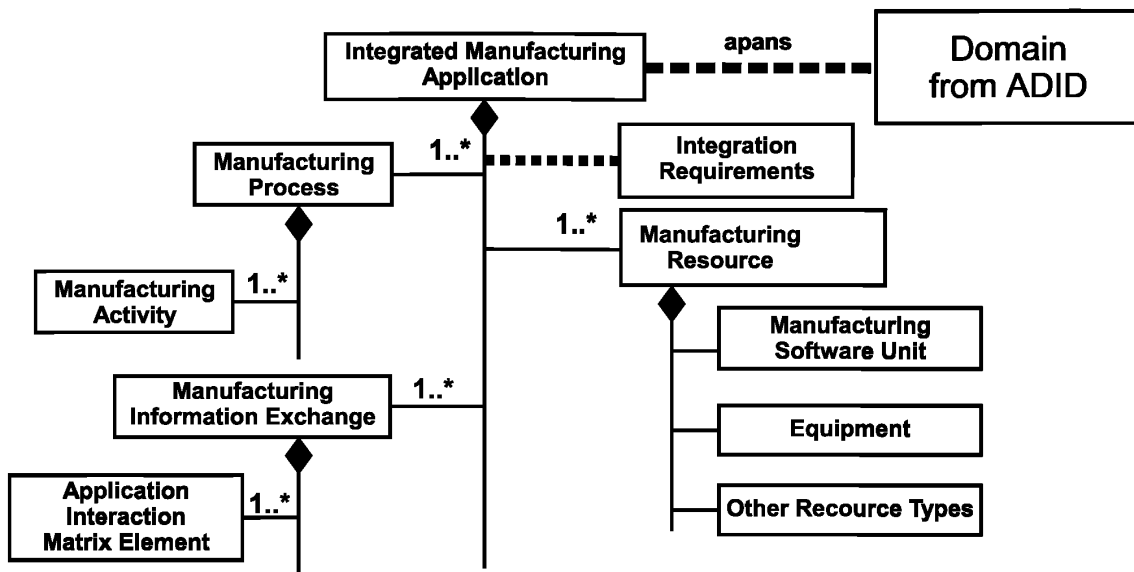 Integrated Manufacturing
Application
apans
Domain
from ADID
1..*
Manufacturing
Process
Integration
Requirements
1..*
Manufacturing
Resource
Manufacturing
Activity
1..*
Manufacturing
Software Unit
Manufacturing
Information Exchange
1..*
Equipment
Application
Interaction
Matrix Element
1..*
Other Recource Types